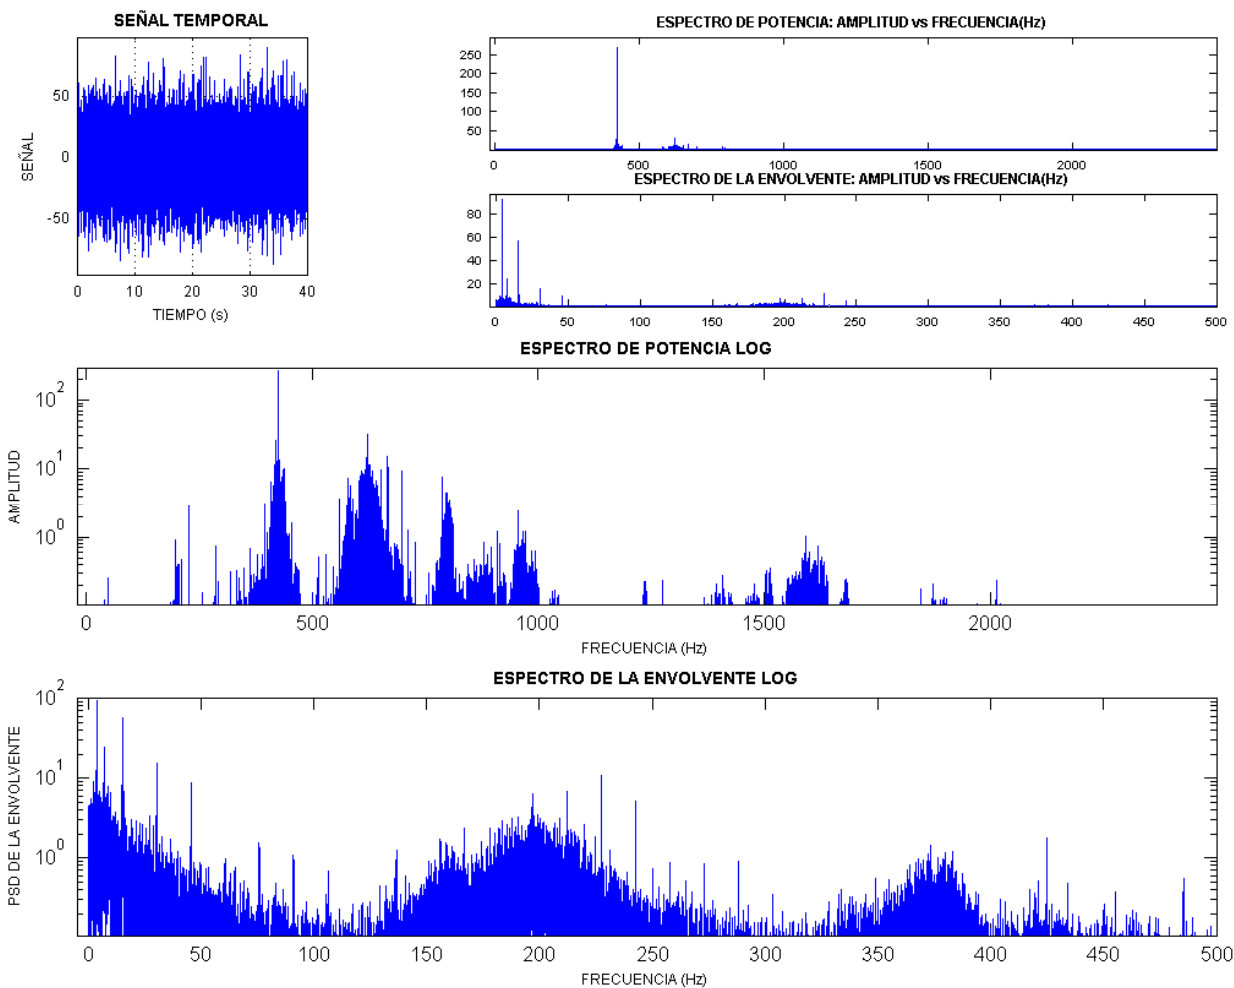 SEÑAL TEMPORAL
50
0
-50
SEÑAL
0 10 20 30 40
TIEMPO (s)
ESPECTRO DE POTENCIA: AMPLITUD vs FRECUENCIA(Hz)
250
200
150
100
50
0 500 1000 1500 2000
ESPECTRO DE LA ENVOLVENTE: AMPLITUD vs FRECUENCIA(Hz)
80
60
40
20
0 50 100 150 200 250 300 350 400 450 500
ESPECTRO DE POTENCIA LOG
10^2
10^1
10^0
AMPLITUD
0 500 1000 1500 2000
FRECUENCIA (Hz)
ESPECTRO DE LA ENVOLVENTE LOG
10^2
10^1
10^0
PSD DE LA ENVOLVENTE
0 50 100 150 200 250 300 350 400 450 500
FRECUENCIA (Hz)